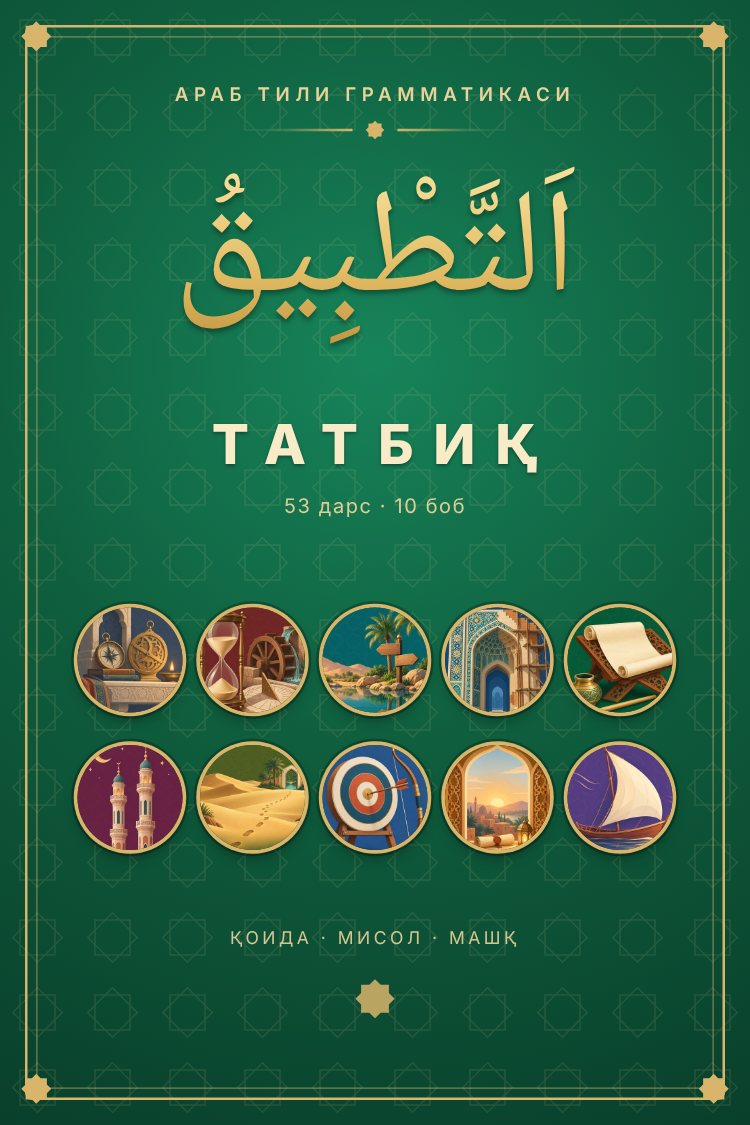 АРАБ ТИЛИ ГРАММАТИКАСИ
اَلتَّطْبِيقُ
ТАТБИҚ
53 дарс · 10 боб
ҚОИДА · МИСОЛ · МАШҚ